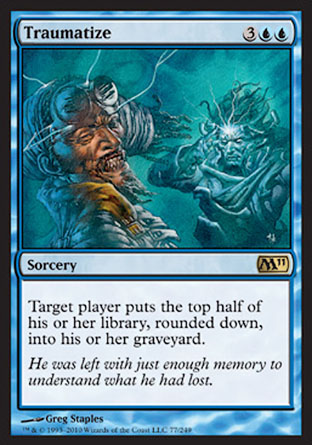 Traumatize 3
Sorcery M11
Target player puts the top half of
his or her library, rounded down,
into his or her graveyard.
He was left with just enough memory to
understand what he had lost.
Greg Staples
™ & © 1993–2010 Wizards of the Coast LLC 77/249